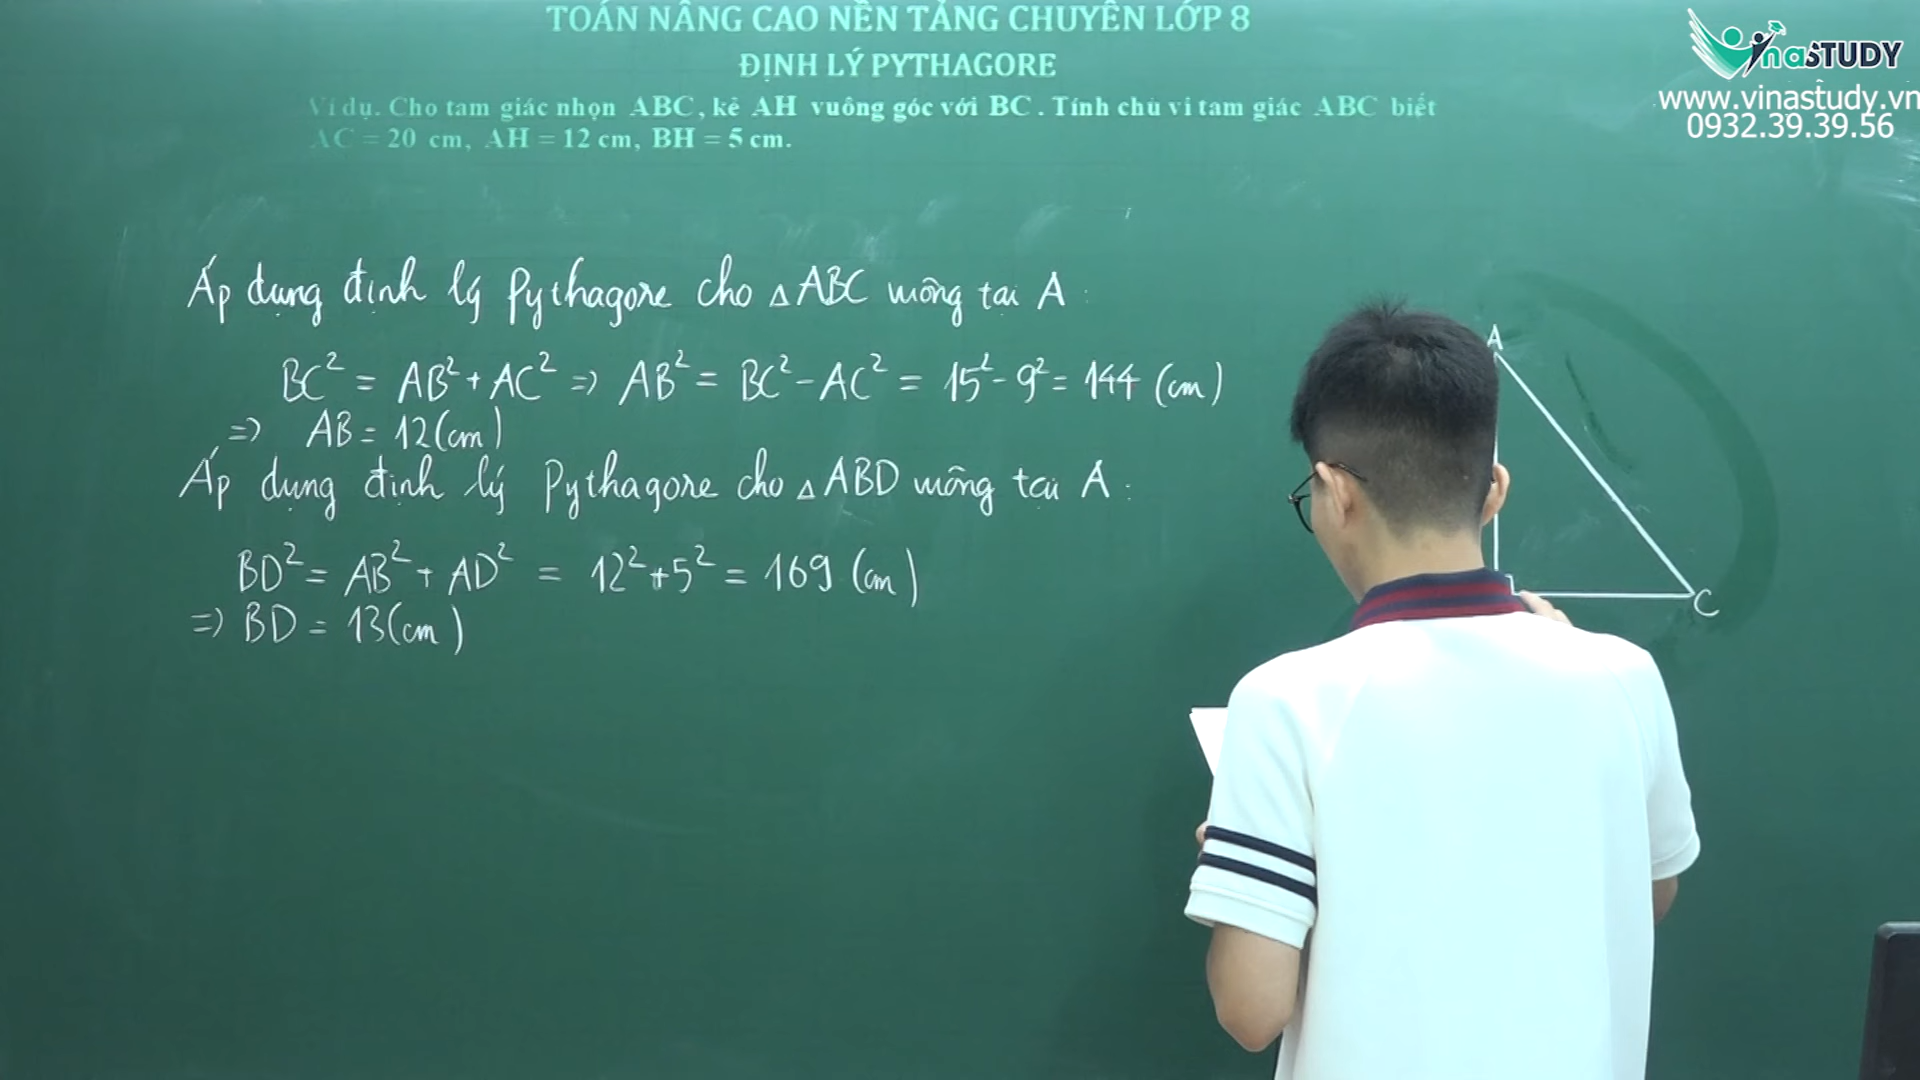 TOÁN NÂNG CAO NỀN TẢNG CHUYÊN LỚP 8
ĐỊNH LÝ PYTHAGORE
Ví dụ. Cho tam giác nhọn ABC, kẻ AH vuông góc với BC. Tính chu vi tam giác ABC biết
AC = 20 cm, AH = 12 cm, BH = 5 cm.
VinaSTUDY
www.vinastudy.vn
0932.39.39.56
Áp dụng định lý Pythagore cho △ABC vuông tại A:
BC² = AB² + AC² => AB² = BC² - AC² = 15² - 9² = 144 (cm)
=> AB = 12(cm)
Áp dụng định lý Pythagore cho △ABD vuông tại A:
BD² = AB² + AD² = 12² + 5² = 169 (cm)
=> BD = 13(cm)
A
C